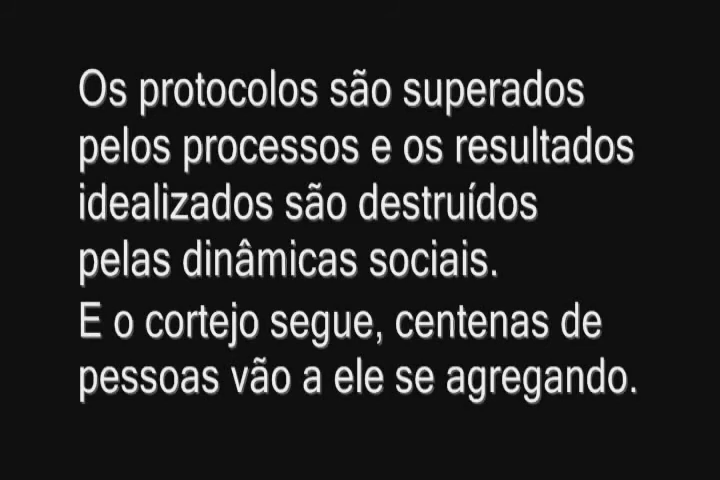 Os protocolos são superados
pelos processos e os resultados
idealizados são destruídos
pelas dinâmicas sociais.
E o cortejo segue, centenas de
pessoas vão a ele se agregando.